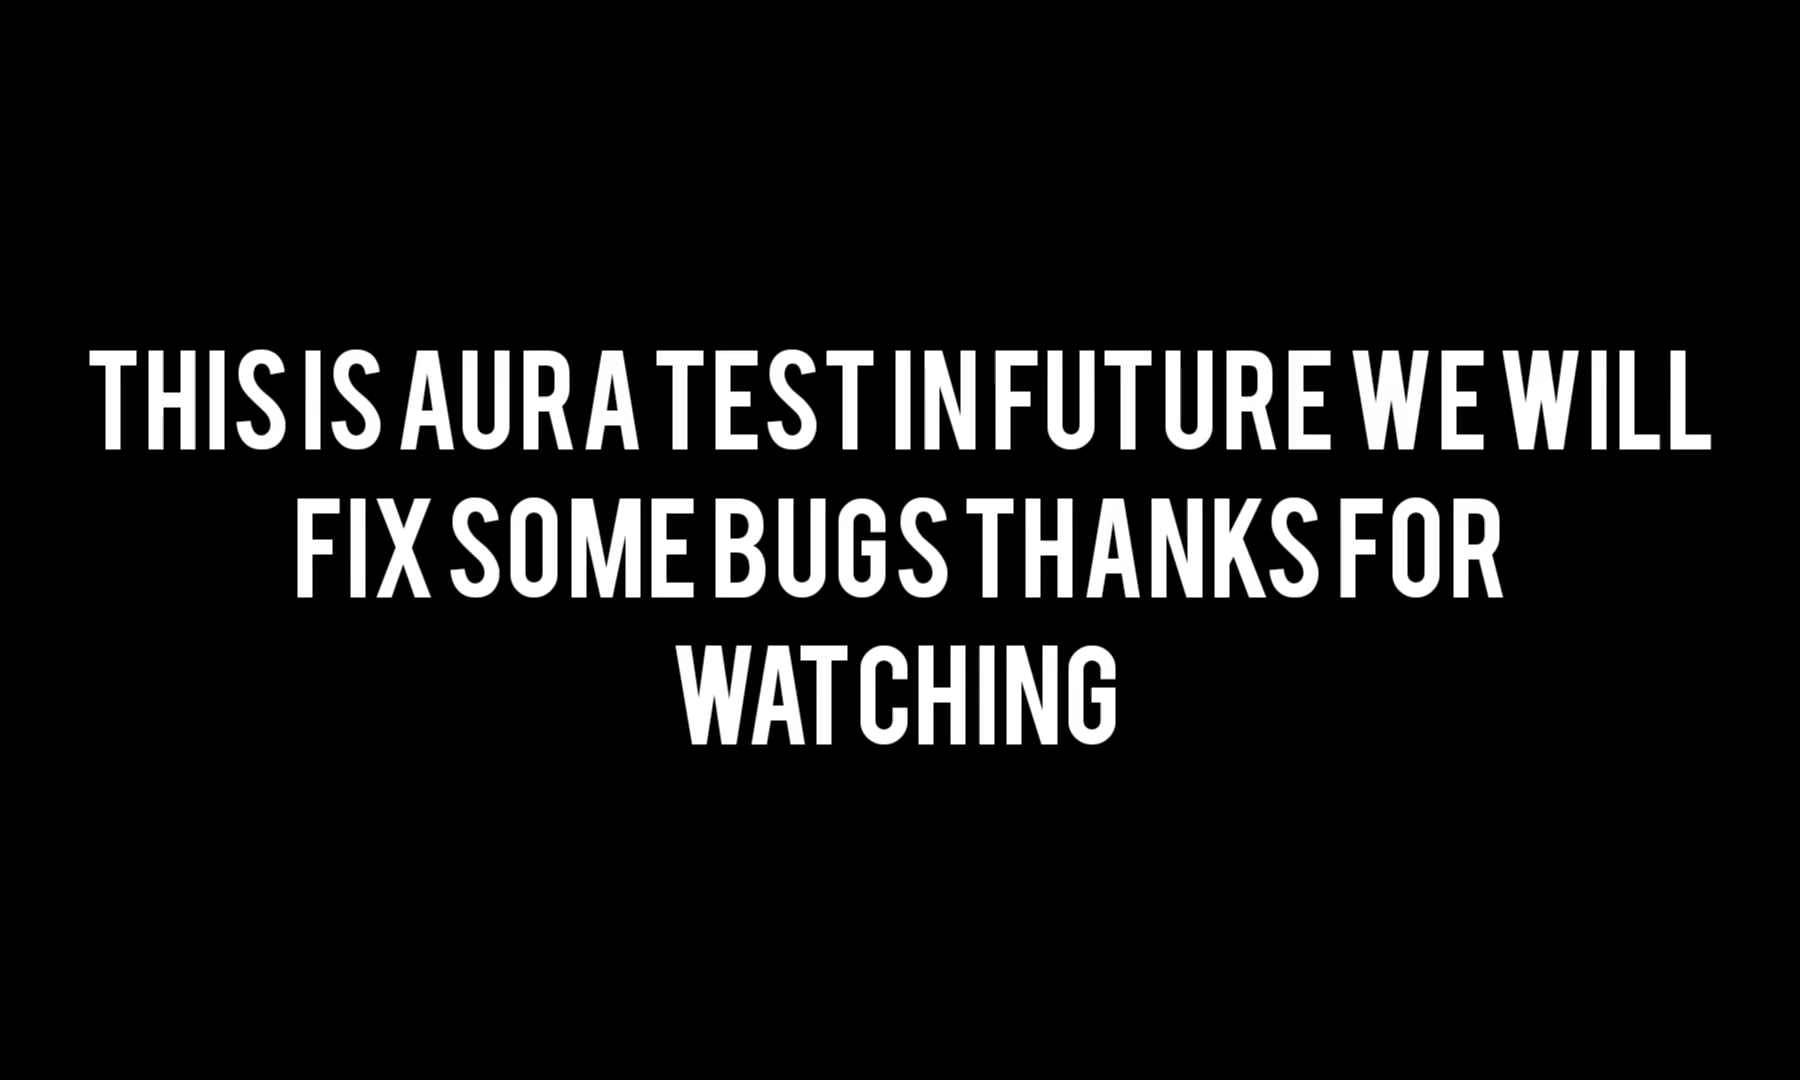 THIS IS AURA TEST IN FUTURE WE WILL
FIX SOME BUGS THANKS FOR
WATCHING